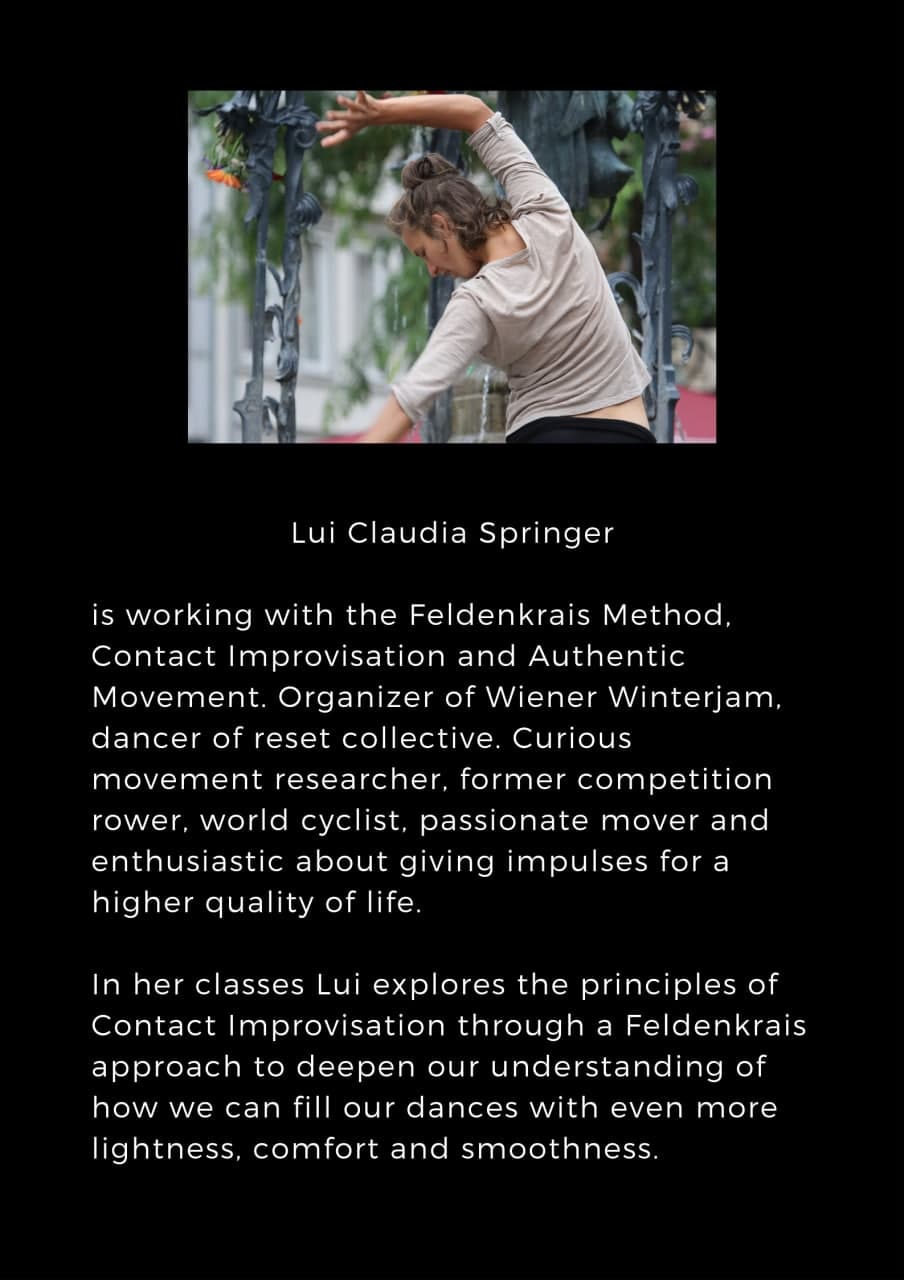 Lui Claudia Springer
is working with the Feldenkrais Method,
Contact Improvisation and Authentic
Movement. Organizer of Wiener Winterjam,
dancer of reset collective. Curious
movement researcher, former competition
rower, world cyclist, passionate mover and
enthusiastic about giving impulses for a
higher quality of life.
In her classes Lui explores the principles of
Contact Improvisation through a Feldenkrais
approach to deepen our understanding of
how we can fill our dances with even more
lightness, comfort and smoothness.